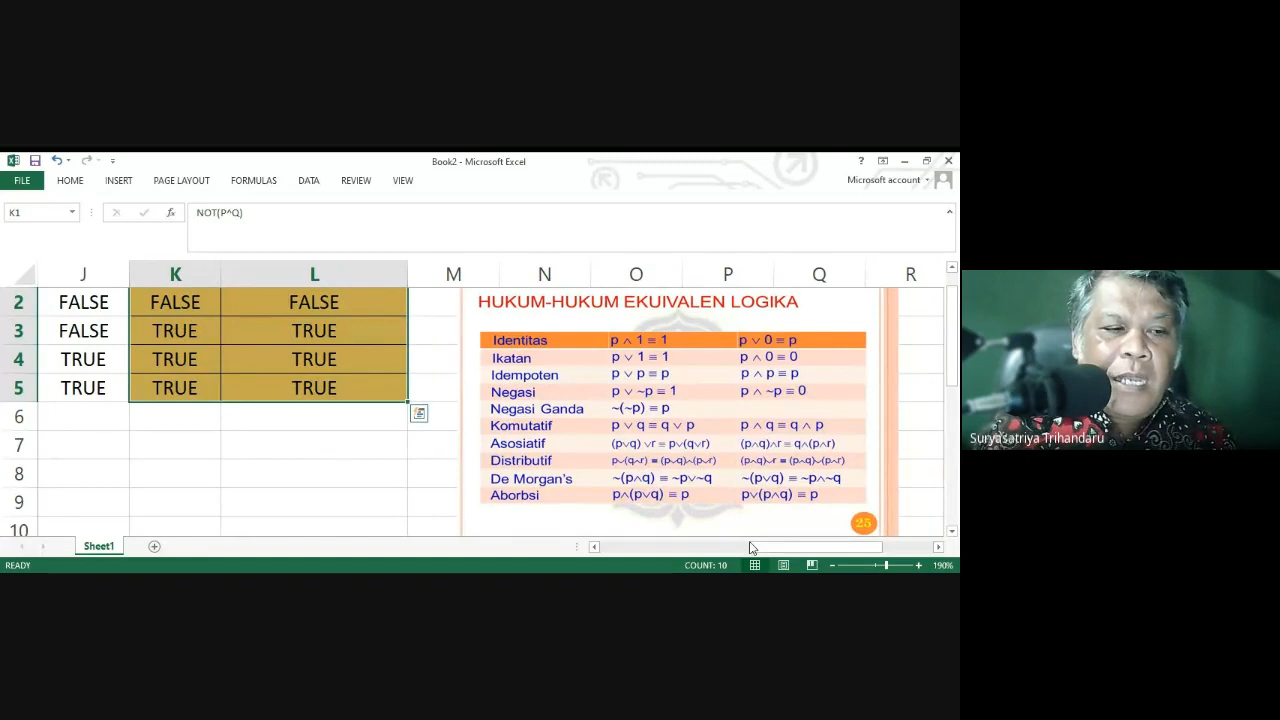 Book2 - Microsoft Excel
?
FILE
HOME
INSERT
PAGE LAYOUT
FORMULAS
DATA
REVIEW
VIEW
Microsoft account
K1
fx
NOT(P^Q)
J K L M N O P Q R
2 FALSE FALSE FALSE
3 FALSE TRUE TRUE
4 TRUE TRUE TRUE
5 TRUE TRUE TRUE
6
7
8
9
10
HUKUM-HUKUM EKUIVALEN LOGIKA
Identitas p ∧ 1 ≡ 1 p ∨ 0 ≡ p
Ikatan p ∨ 1 ≡ 1 p ∧ 0 ≡ 0
Idempoten p ∨ p ≡ p p ∧ p ≡ p
Negasi p ∨ ~p ≡ 1 p ∧ ~p ≡ 0
Negasi Ganda ~(~p) ≡ p
Komutatif p ∨ q ≡ q ∨ p p ∧ q ≡ q ∧ p
Asosiatif (p∨q) ∨r ≡ p∨(q∨r) (p∧q)∧r ≡ q∧(p∧r)
Distributif p∨(q∧r) ≡ (p∨q)∧(p∨r) (p∧q)∨r ≡ (p∧q)∨(p∧r)
De Morgan's ~(p∧q) ≡ ~p∨~q ~(p∨q) ≡ ~p∧~q
Aborbsi p∧(p∨q) ≡ p p∨(p∧q) ≡ p
25
Sheet1
READY
COUNT: 10
190%
Suryasatriya Trihandaru